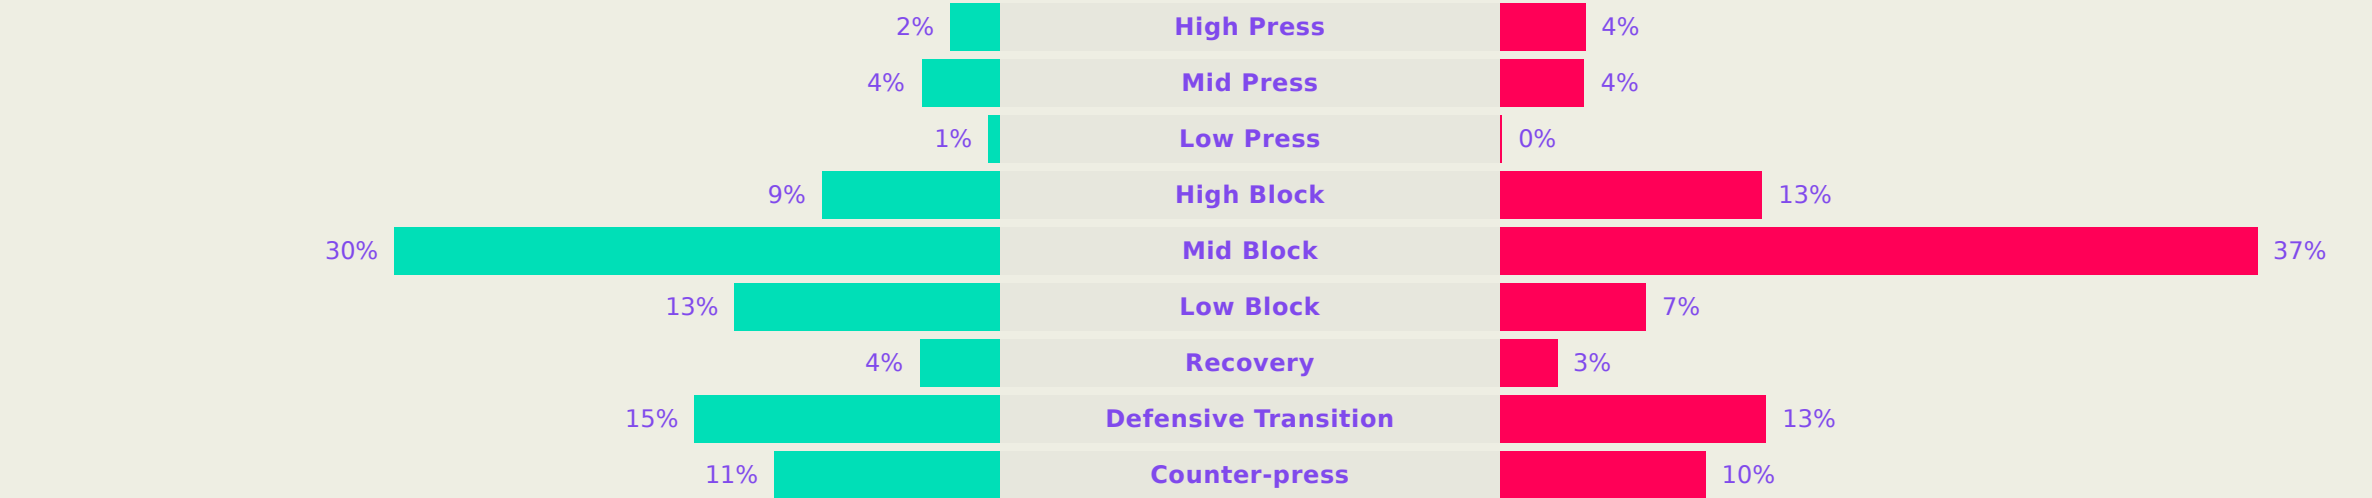 2% High Press 4%
4% Mid Press 4%
1% Low Press 0%
9% High Block 13%
30% Mid Block 37%
13% Low Block 7%
4% Recovery 3%
15% Defensive Transition 13%
11% Counter-press 10%